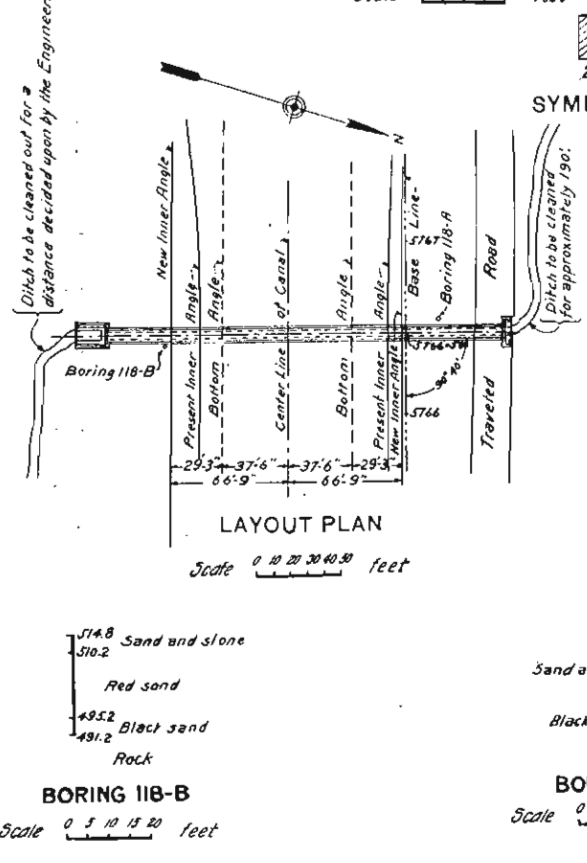 Scale
feet
SYM
Ditch to be cleaned out for a
distance decided upon by the Engineer
N
New Inner Angle
Present Inner Angle
Bottom Angle
Center Line of Canal
Bottom Angle
Present Inner Angle
New Inner Angle
Base Line
5767
Boring 118-A
Road
Traveled
Ditch to be cleaned
for approximately 190'.
Boring 118-B
90° 40'
5766
29'-3" 37'-6" 37'-6" 29'-3"
66'-9" 66'-9"
LAYOUT PLAN
Scale 0 10 20 30 40 50 feet
514.8 Sand and stone
510.2
Red sand
495.2
Black sand
491.2
Rock
BORING 118-B
Scale 0 5 10 15 20 feet
Sand a
Black
BO
Scale 0